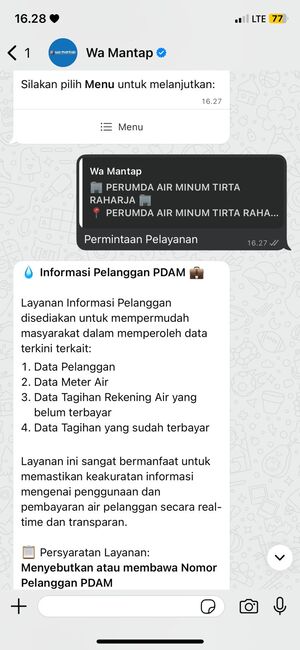 16.28
LTE 77
1
Wa Mantap
Silakan pilih Menu untuk melanjutkan:
16.27
Menu
Wa Mantap
PERUMDA AIR MINUM TIRTA
RAHARJA
PERUMDA AIR MINUM TIRTA RAHA...
Permintaan Pelayanan
16.27
Informasi Pelanggan PDAM
Layanan Informasi Pelanggan
disediakan untuk mempermudah
masyarakat dalam memperoleh data
terkini terkait:
1. Data Pelanggan
2. Data Meter Air
3. Data Tagihan Rekening Air yang
belum terbayar
4. Data Tagihan yang sudah terbayar
Layanan ini sangat bermanfaat untuk
memastikan keakuratan informasi
mengenai penggunaan dan
pembayaran air pelanggan secara real-
time dan transparan.
Persyaratan Layanan:
Menyebutkan atau membawa Nomor
Pelanggan PDAM